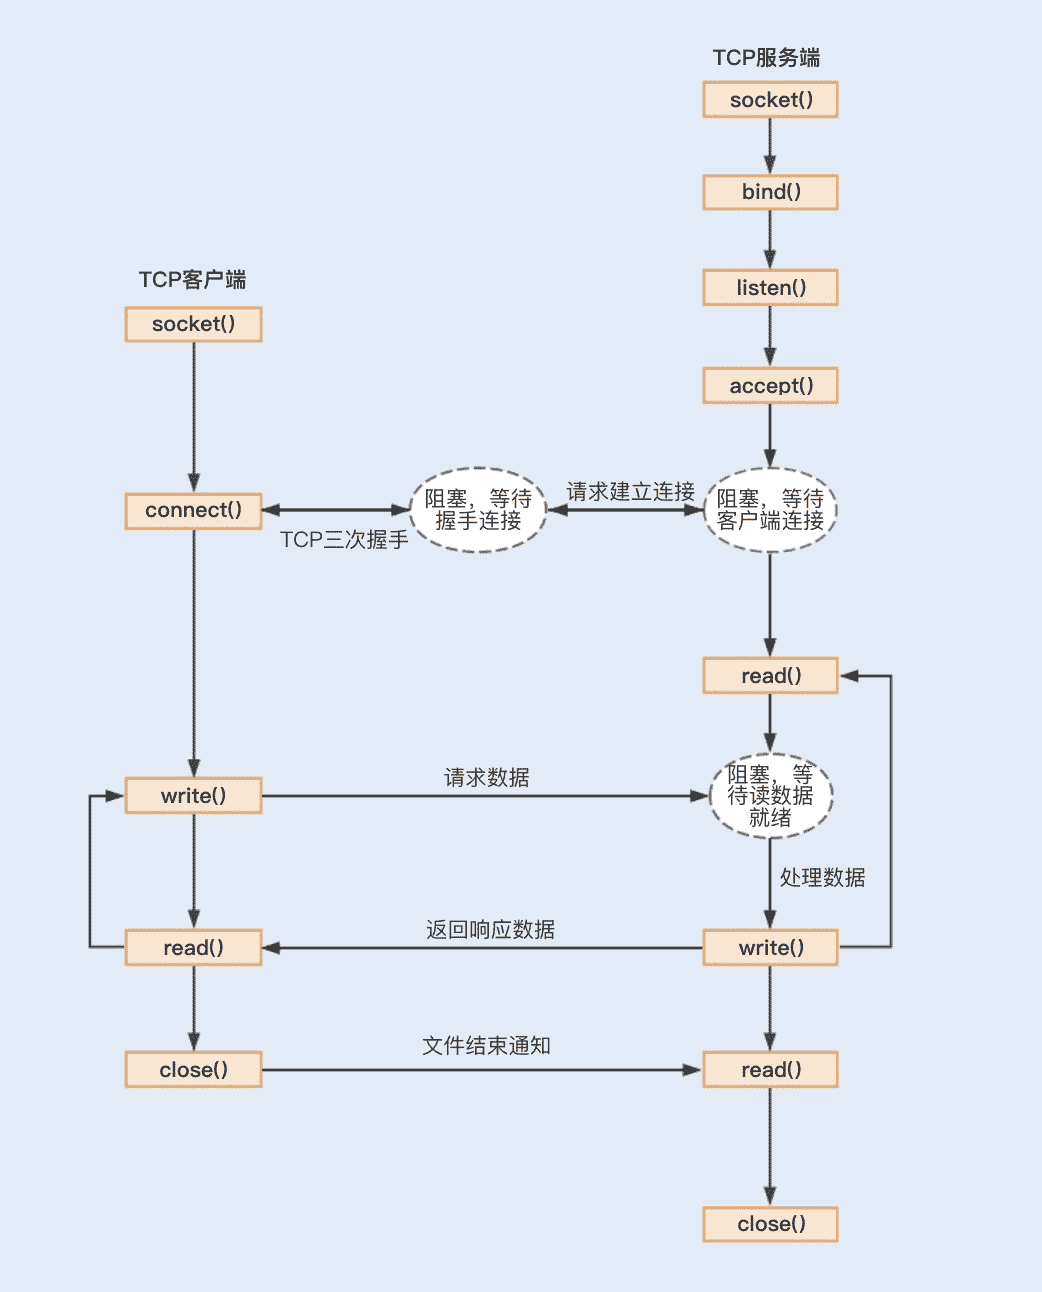 TCP服务端
socket()
bind()
listen()
TCP客户端
socket()
accept()
connect()
TCP三次握手
阻塞，等待
握手连接
请求建立连接
阻塞，等待
客户端连接
read()
write()
请求数据
阻塞，等
待读数据
就绪
处理数据
read()
返回响应数据
write()
close()
文件结束通知
read()
close()